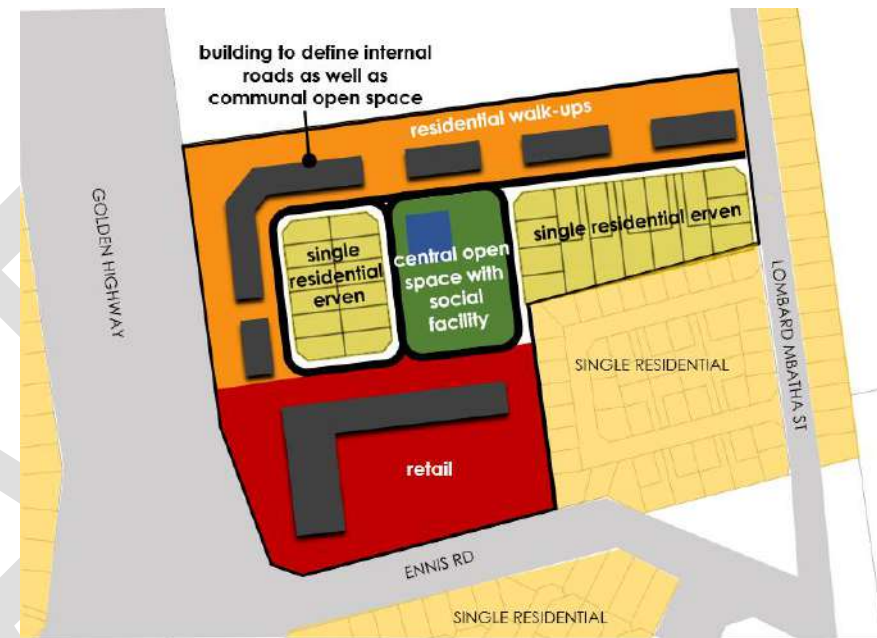 building to define internal
roads as well as
communal open space
residential walk-ups
GOLDEN HIGHWAY
single
residential
erven
central open
space with
social
facility
single residential erven
LOMBARD MBATHA ST
SINGLE RESIDENTIAL
retail
ENNIS RD
SINGLE RESIDENTIAL